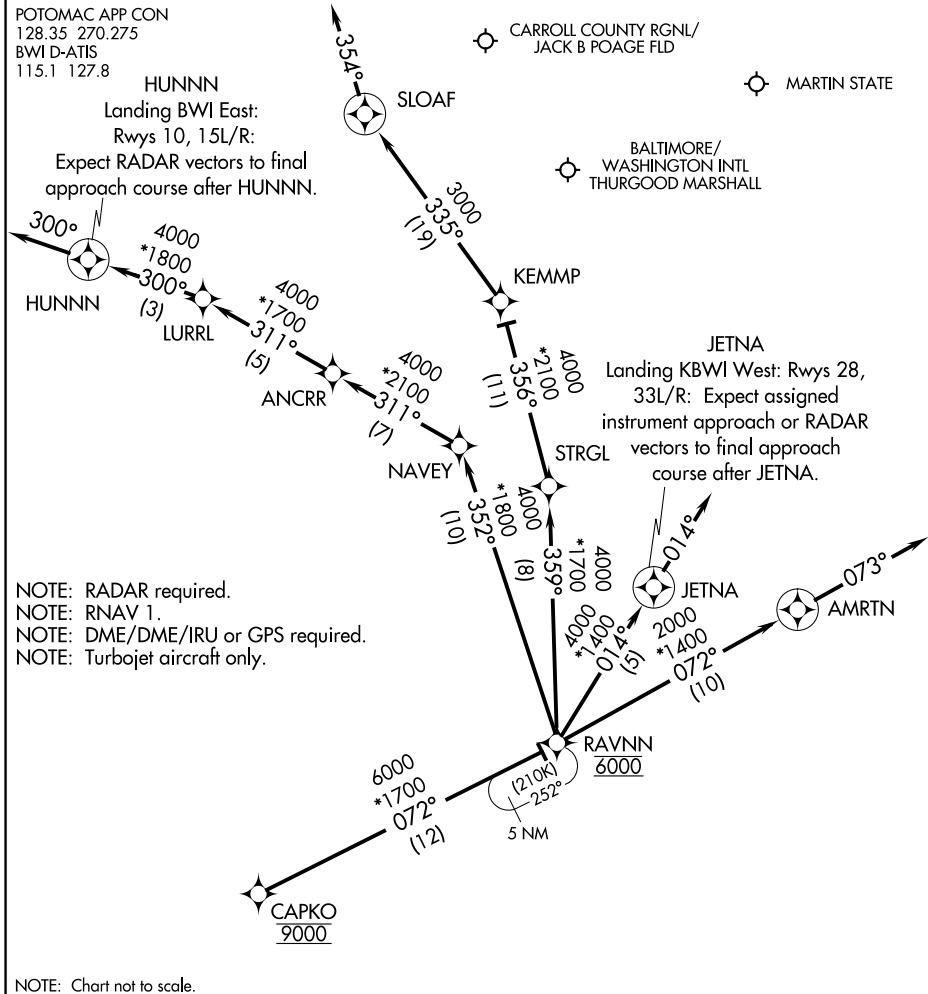 POTOMAC APP CON
128.35 270.275
BWI D-ATIS
115.1 127.8
CARROLL COUNTY RGNL/
JACK B POAGE FLD
MARTIN STATE
BALTIMORE/
WASHINGTON INTL
THURGOOD MARSHALL
HUNNN
Landing BWI East:
Rwys 10, 15L/R:
Expect RADAR vectors to final
approach course after HUNNN.
354°
SLOAF
3000
335°
(19)
KEMMP
300°
HUNNN
4000
*1800
300°
(3)
LURRL
4000
*1700
311°
(5)
ANCRR
4000
*2100
311°
(7)
NAVEY
4000
*2100
356°
(11)
STRGL
JETNA
Landing KBWI West: Rwys 28,
33L/R: Expect assigned
instrument approach or RADAR
vectors to final approach
course after JETNA.
4000
*1800
352°
(10)
4000
*1700
359°
(8)
4000
*1400
014°
(5)
014°
JETNA
2000
*1400
072°
(10)
073°
AMRTN
NOTE: RADAR required.
NOTE: RNAV 1.
NOTE: DME/DME/IRU or GPS required.
NOTE: Turbojet aircraft only.
RAVNN
6000
(210K)
252°
5 NM
6000
*1700
072°
(12)
CAPKO
9000
NOTE: Chart not to scale.